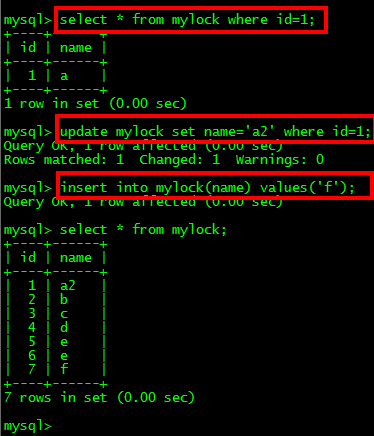 mysql> select * from mylock where id=1;
+----+------+
| id | name |
+----+------+
| 1 | a |
+----+------+
1 row in set (0.00 sec)
mysql> update mylock set name='a2' where id=1;
Query OK, 1 row affected (0.00 sec)
Rows matched: 1 Changed: 1 Warnings: 0
mysql> insert into mylock(name) values('f');
Query OK, 1 row affected (0.00 sec)
mysql> select * from mylock;
+----+------+
| id | name |
+----+------+
| 1 | a2 |
| 2 | b |
| 3 | c |
| 4 | d |
| 5 | e |
| 6 | e |
| 7 | f |
+----+------+
7 rows in set (0.00 sec)
mysql>